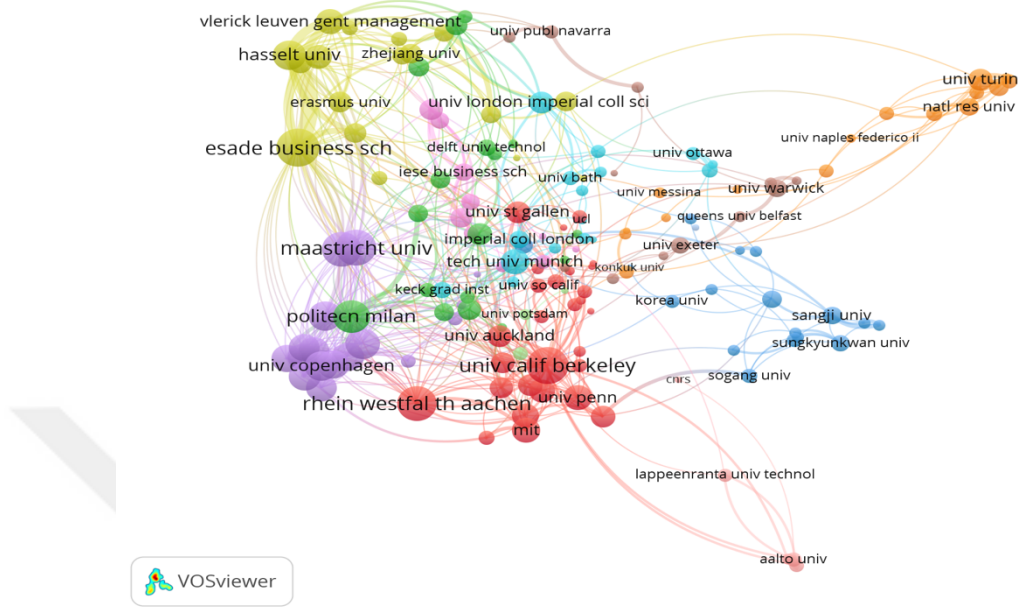 vlerick leuven gent management
univ publ navarra
hasselt univ
zhejiang univ
univ turin
erasmus univ
univ london imperial coll sci
natl res univ
esade business sch
delft univ technol
univ naples federico ii
iese business sch
univ ottawa
univ bath
univ messina
univ warwick
univ st gallen
ucl
queens univ belfast
maastricht univ
imperial coll london
univ exeter
tech univ munich
konkuk univ
keck grad inst
univ so calif
korea univ
politecn milan
univ potsdam
sangji univ
univ auckland
sungkyunkwan univ
univ copenhagen
univ calif berkeley
sogang univ
cnrs
rhein westfal th aachen
univ penn
mit
lappeenranta univ technol
aalto univ
VOSviewer